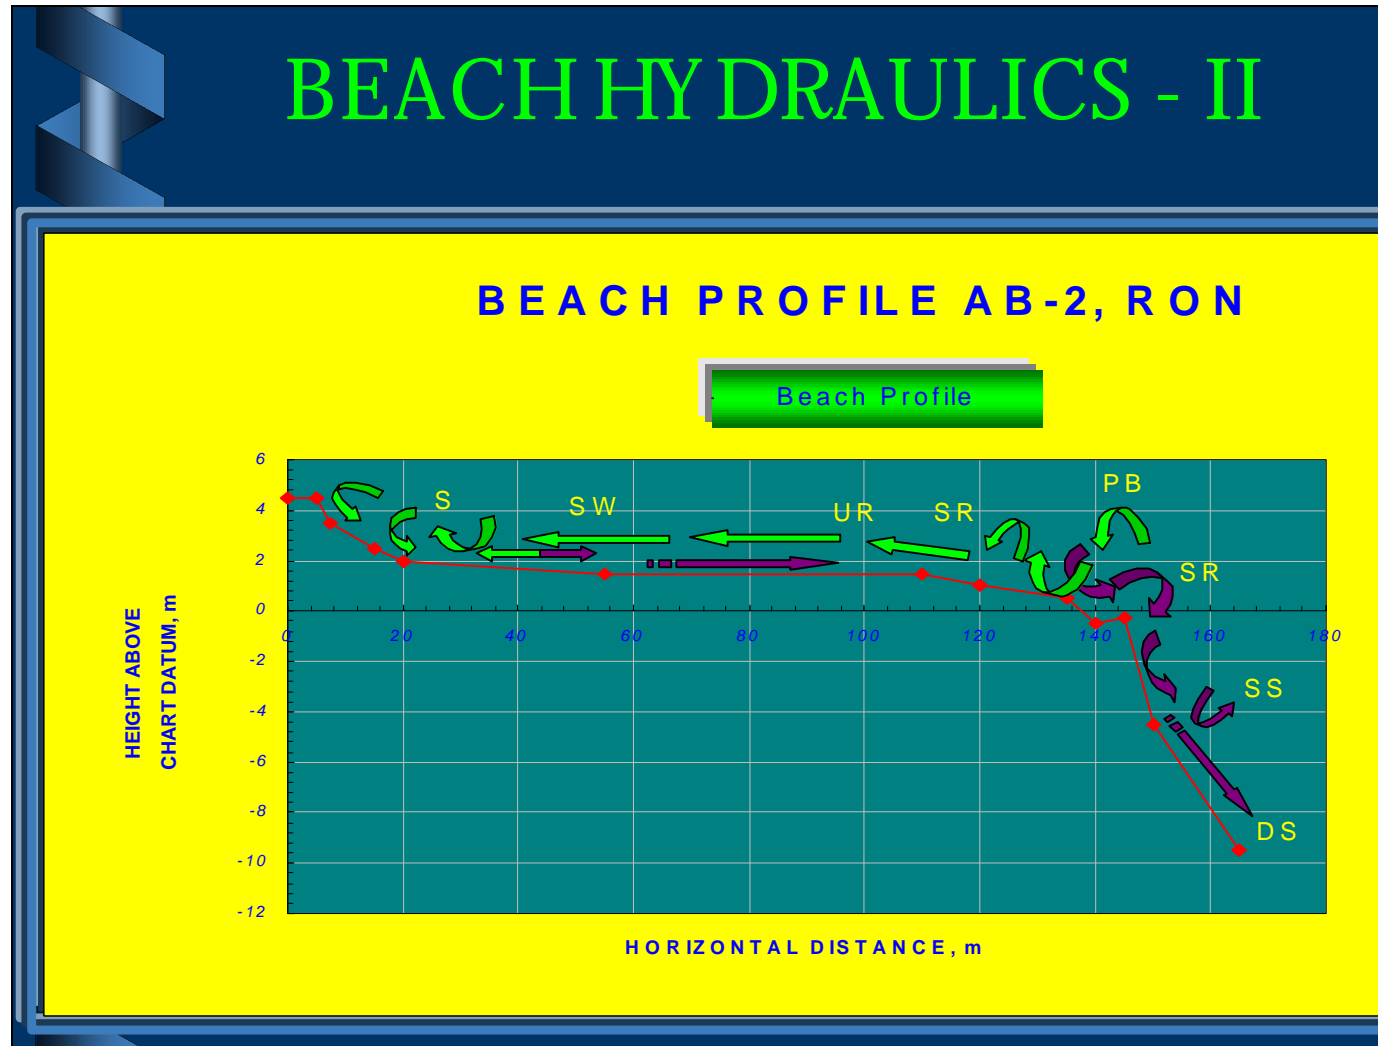 BEACH HYDRAULICS - II
BEACH PROFILE AB-2, RON
Beach Profile
6
4
2
0
-2
-4
-6
-8
-10
-12
HEIGHT ABOVE
CHART DATUM, m
S
SW
UR
SR
PB
SR
SS
DS
0 20 40 60 80 100 120 140 160 180
HORIZONTAL DISTANCE, m